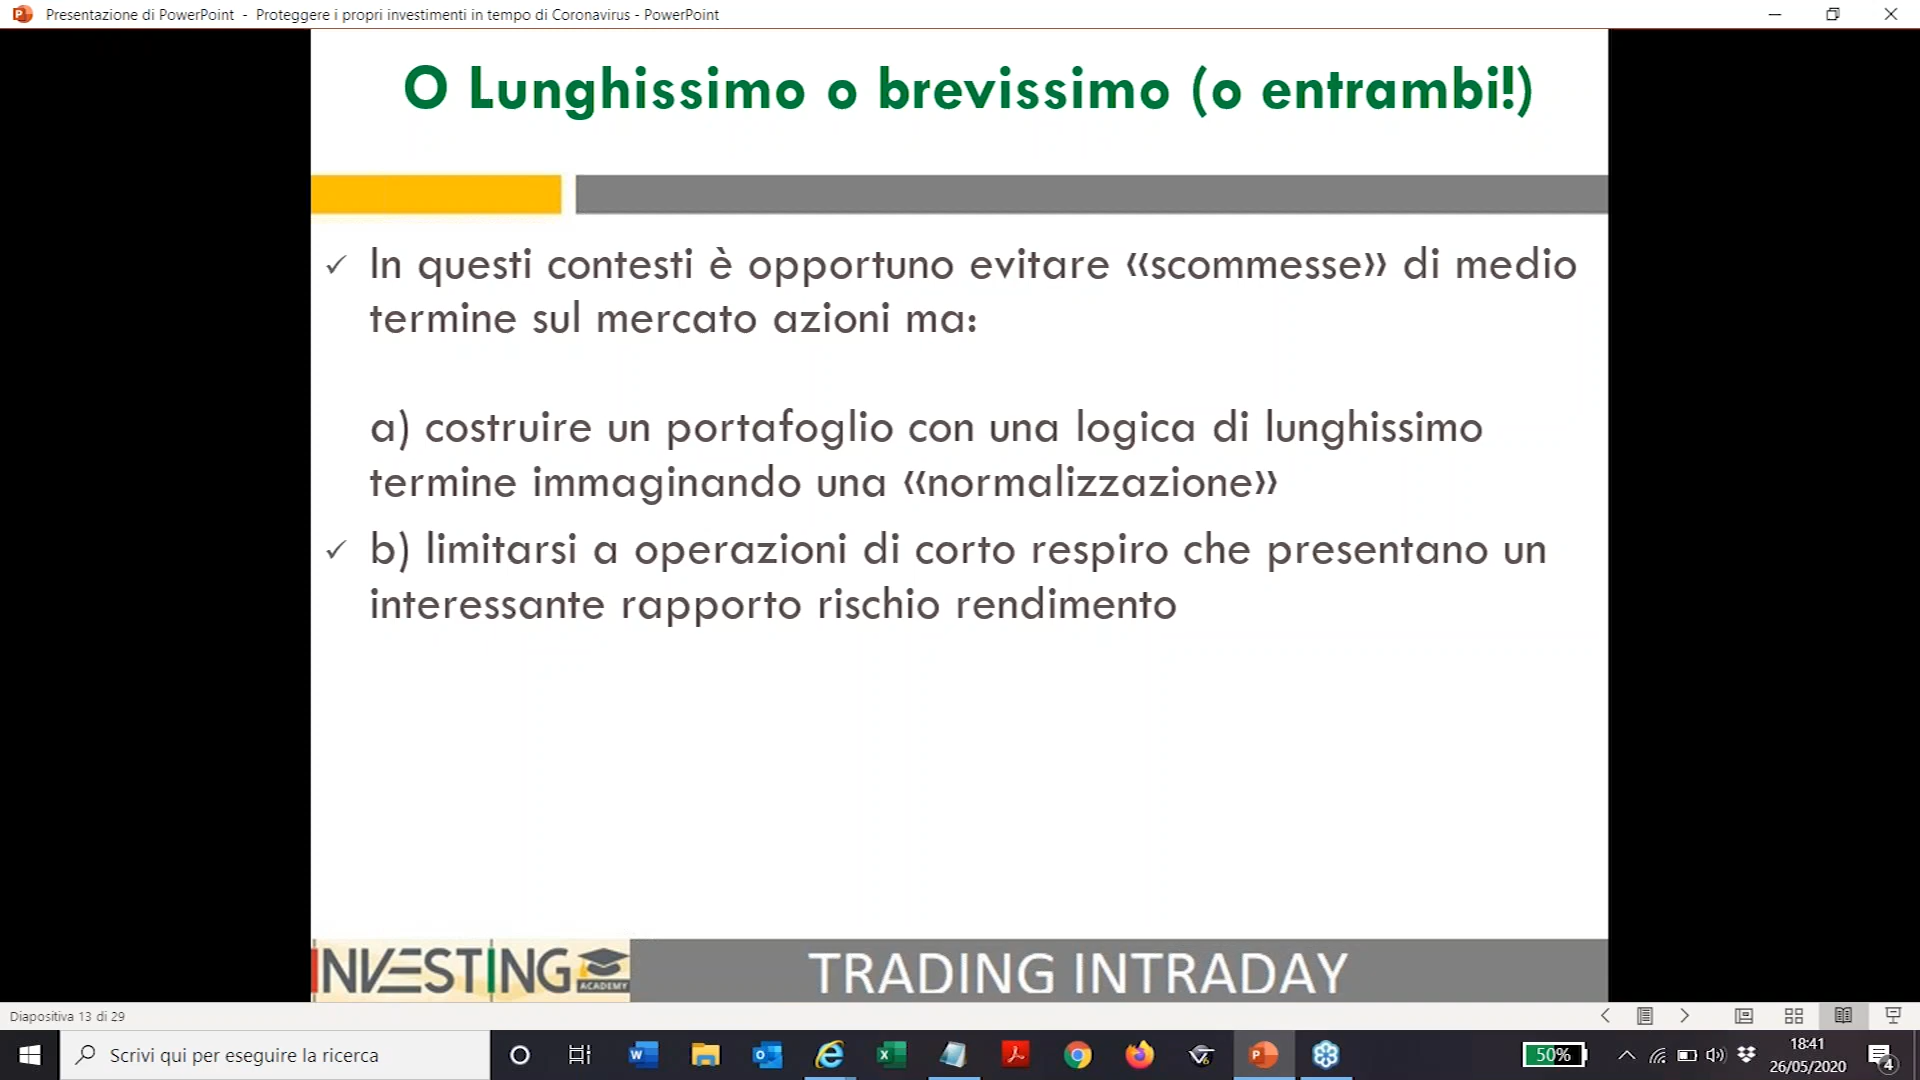 Presentazione di PowerPoint - Proteggere i propri investimenti in tempo di Coronavirus - PowerPoint
O Lunghissimo o brevissimo (o entrambi!)
✓ In questi contesti è opportuno evitare «scommesse» di medio
termine sul mercato azioni ma:
a) costruire un portafoglio con una logica di lunghissimo
termine immaginando una «normalizzazione»
✓ b) limitarsi a operazioni di corto respiro che presentano un
interessante rapporto rischio rendimento
INVESTING
ACADEMY
TRADING INTRADAY
Diapositiva 13 di 29
Scrivi qui per eseguire la ricerca
50%
18:41
26/05/2020
4